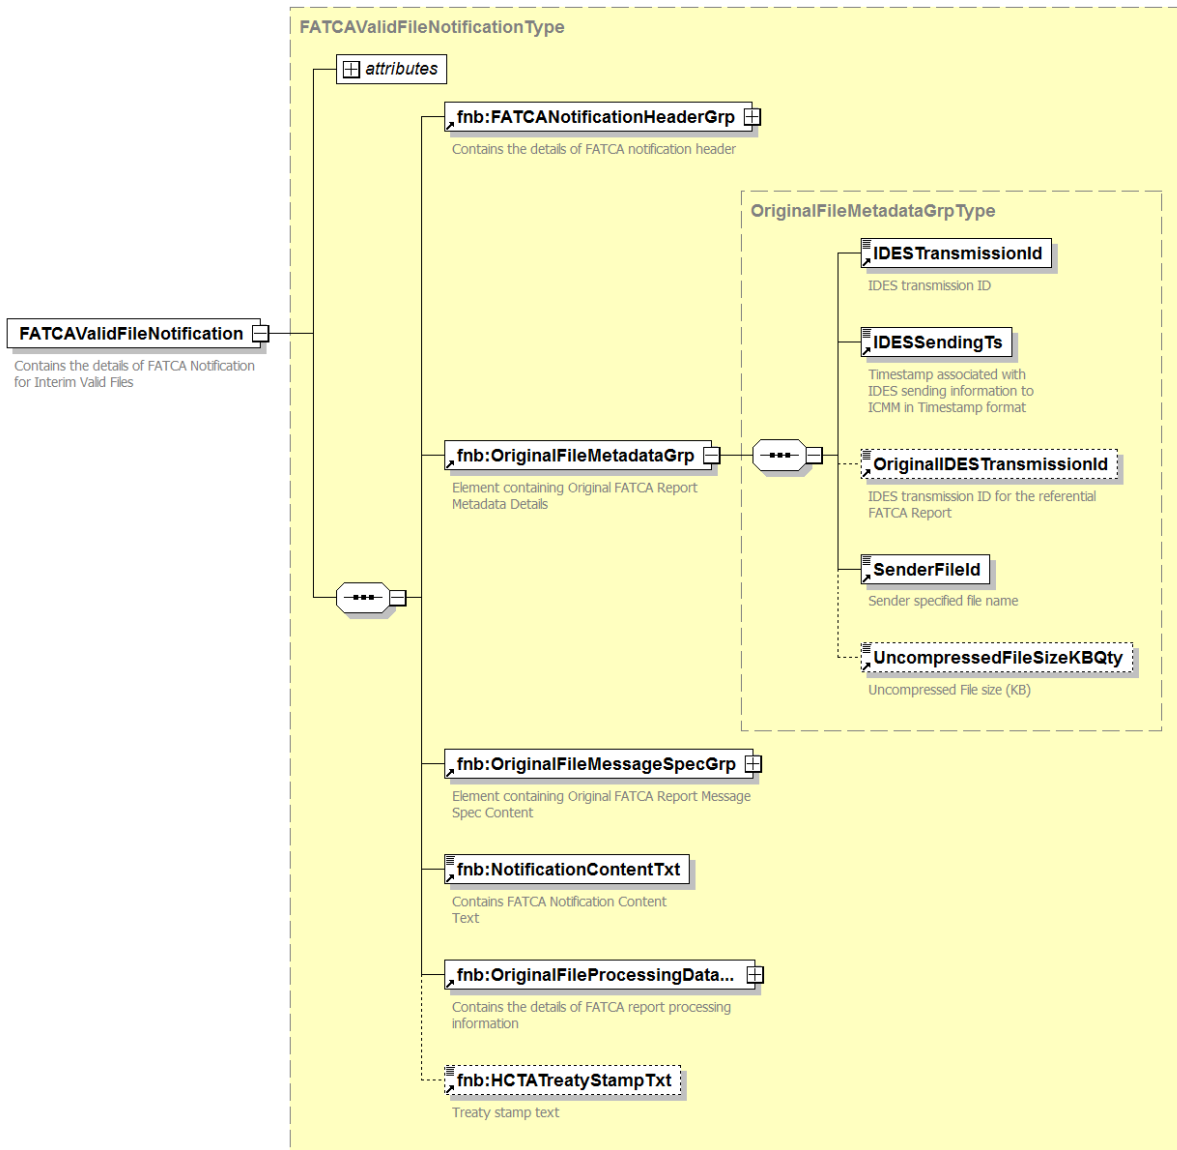 FATCAValidFileNotificationType
attributes
fnb:FATCANotificationHeaderGrp
Contains the details of FATCA notification header
OriginalFileMetadataGrpType
IDESTransmissionId
IDES transmission ID
FATCAValidFileNotification
Contains the details of FATCA Notification
for Interim Valid Files
IDESSendingTs
Timestamp associated with
IDES sending information to
ICMM in Timestamp format
fnb:OriginalFileMetadataGrp
Element containing Original FATCA Report
Metadata Details
OriginalIDESTransmissionId
IDES transmission ID for the referential
FATCA Report
SenderFileId
Sender specified file name
UncompressedFileSizeKBQty
Uncompressed File size (KB)
fnb:OriginalFileMessageSpecGrp
Element containing Original FATCA Report Message
Spec Content
fnb:NotificationContentTxt
Contains FATCA Notification Content
Text
fnb:OriginalFileProcessingData...
Contains the details of FATCA report processing
information
fnb:HCTATreatyStampTxt
Treaty stamp text